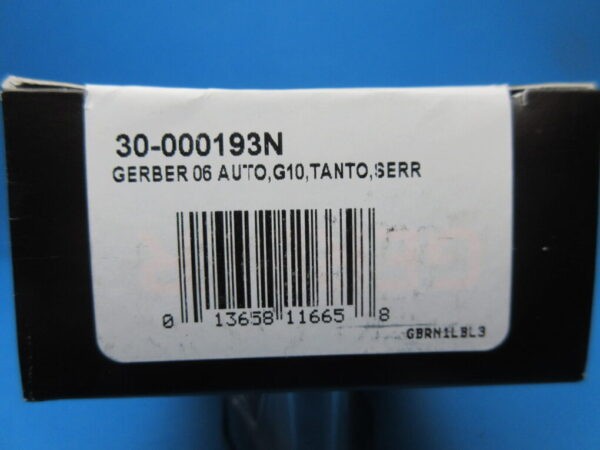 30-000193N
GERBER 06 AUTO,G10,TANTO,SERR
0 13658 11665 8
GBRN1LBL3